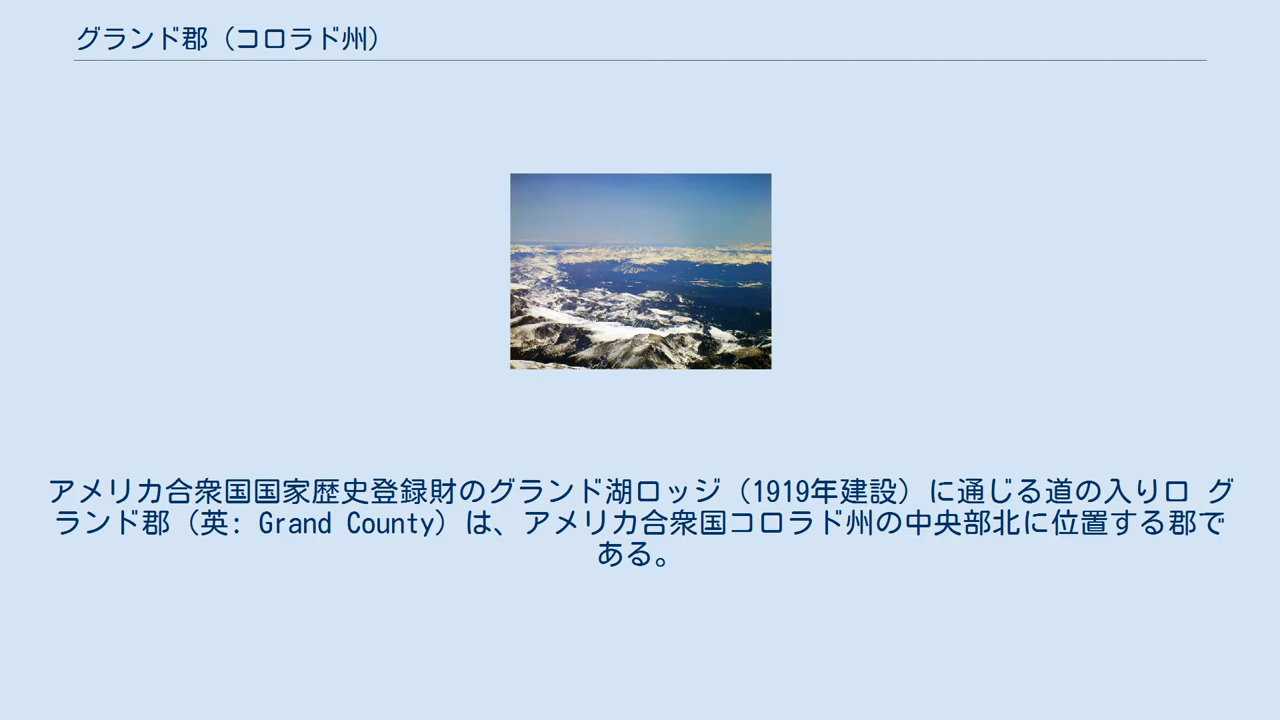 グランド郡（コロラド州）
アメリカ合衆国国家歴史登録財のグランド湖ロッジ（1919年建設）に通じる道の入り口 グ
ランド郡（英: Grand County）は、アメリカ合衆国コロラド州の中央部北に位置する郡で
ある。